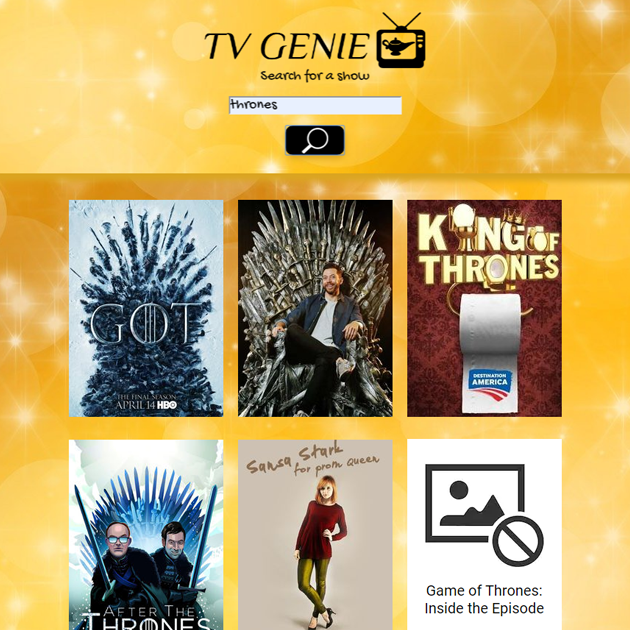 TV GENIE
Search for a show
thrones
GOT
THE FINAL SEASON
APRIL 14 HBO
KING OF
THRONES
DESTINATION
AMERICA
AFTER THE
THRONES
Sansa Stark
for prom queen
Game of Thrones:
Inside the Episode